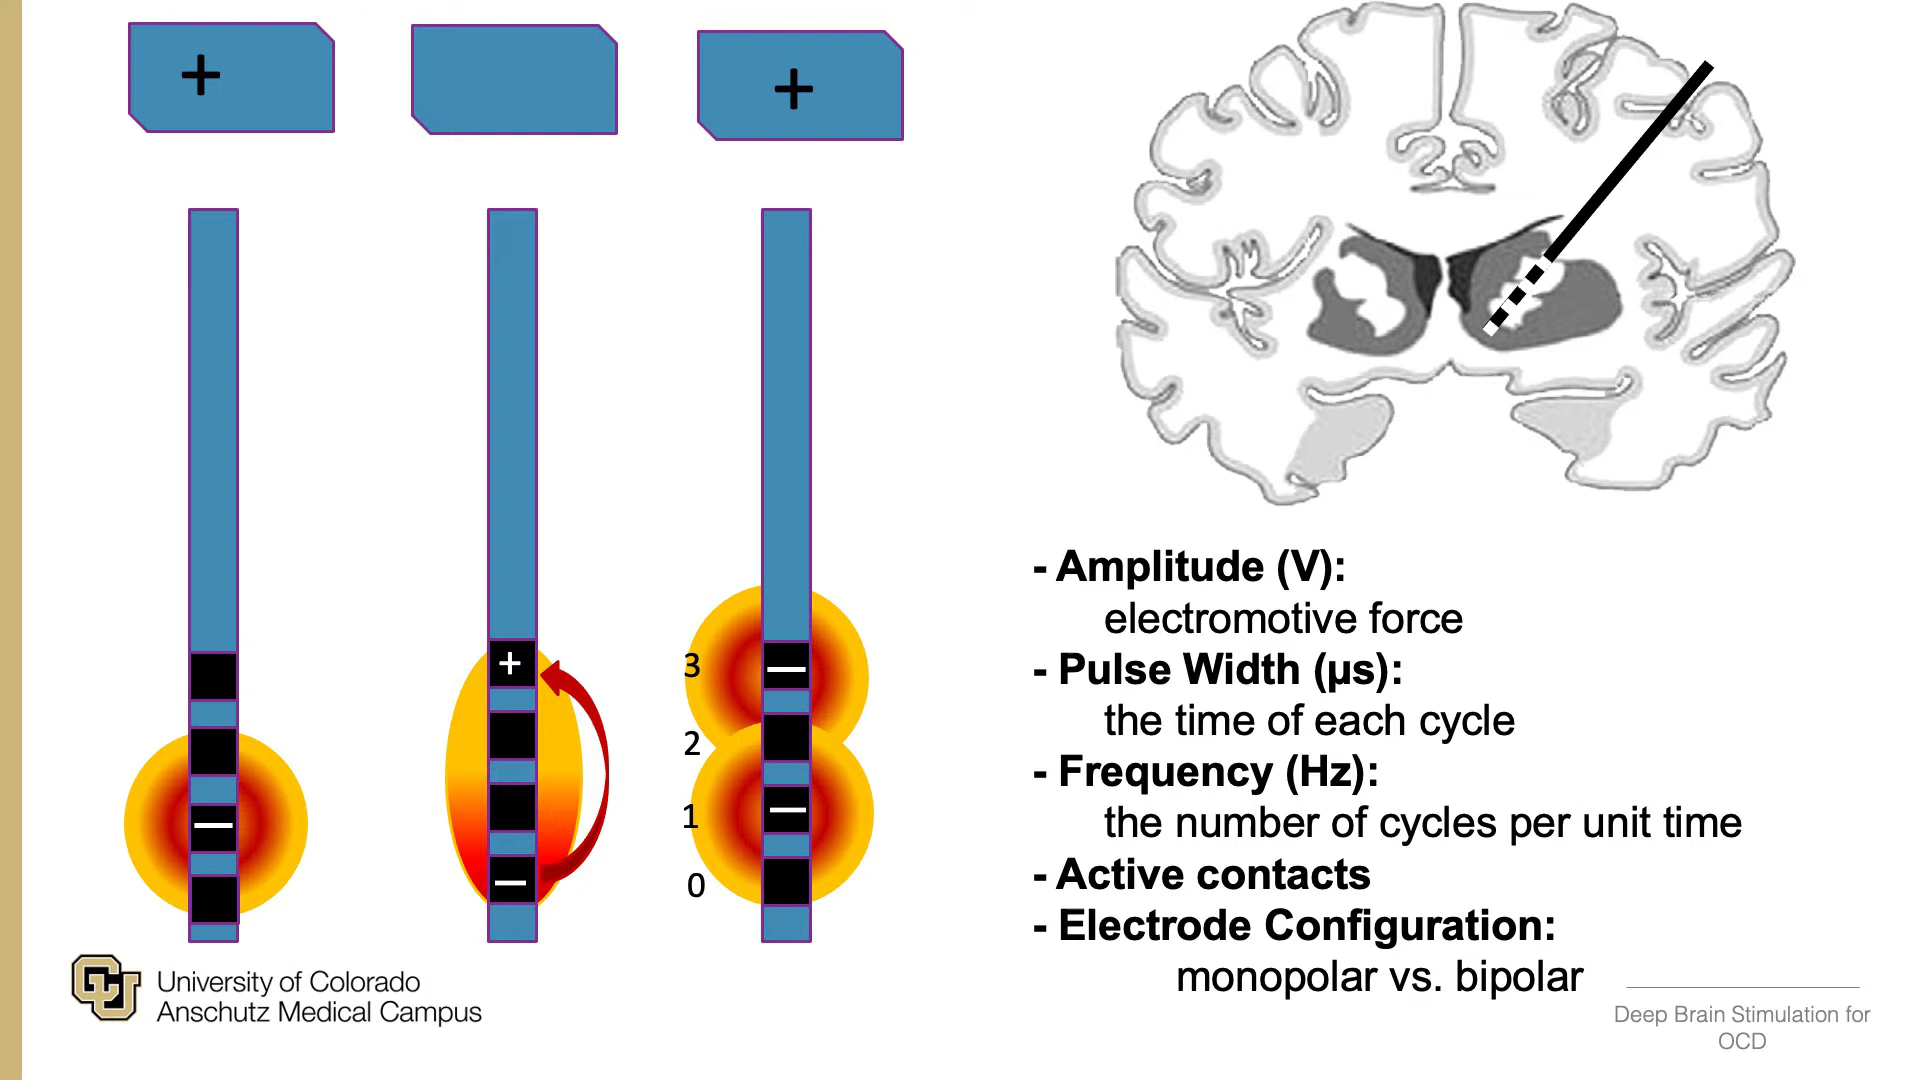 +
+
+
—
—
—
—
3
2
1
0
- Amplitude (V):
electromotive force
- Pulse Width (µs):
the time of each cycle
- Frequency (Hz):
the number of cycles per unit time
- Active contacts
- Electrode Configuration:
monopolar vs. bipolar
CU
University of Colorado
Anschutz Medical Campus
Deep Brain Stimulation for
OCD